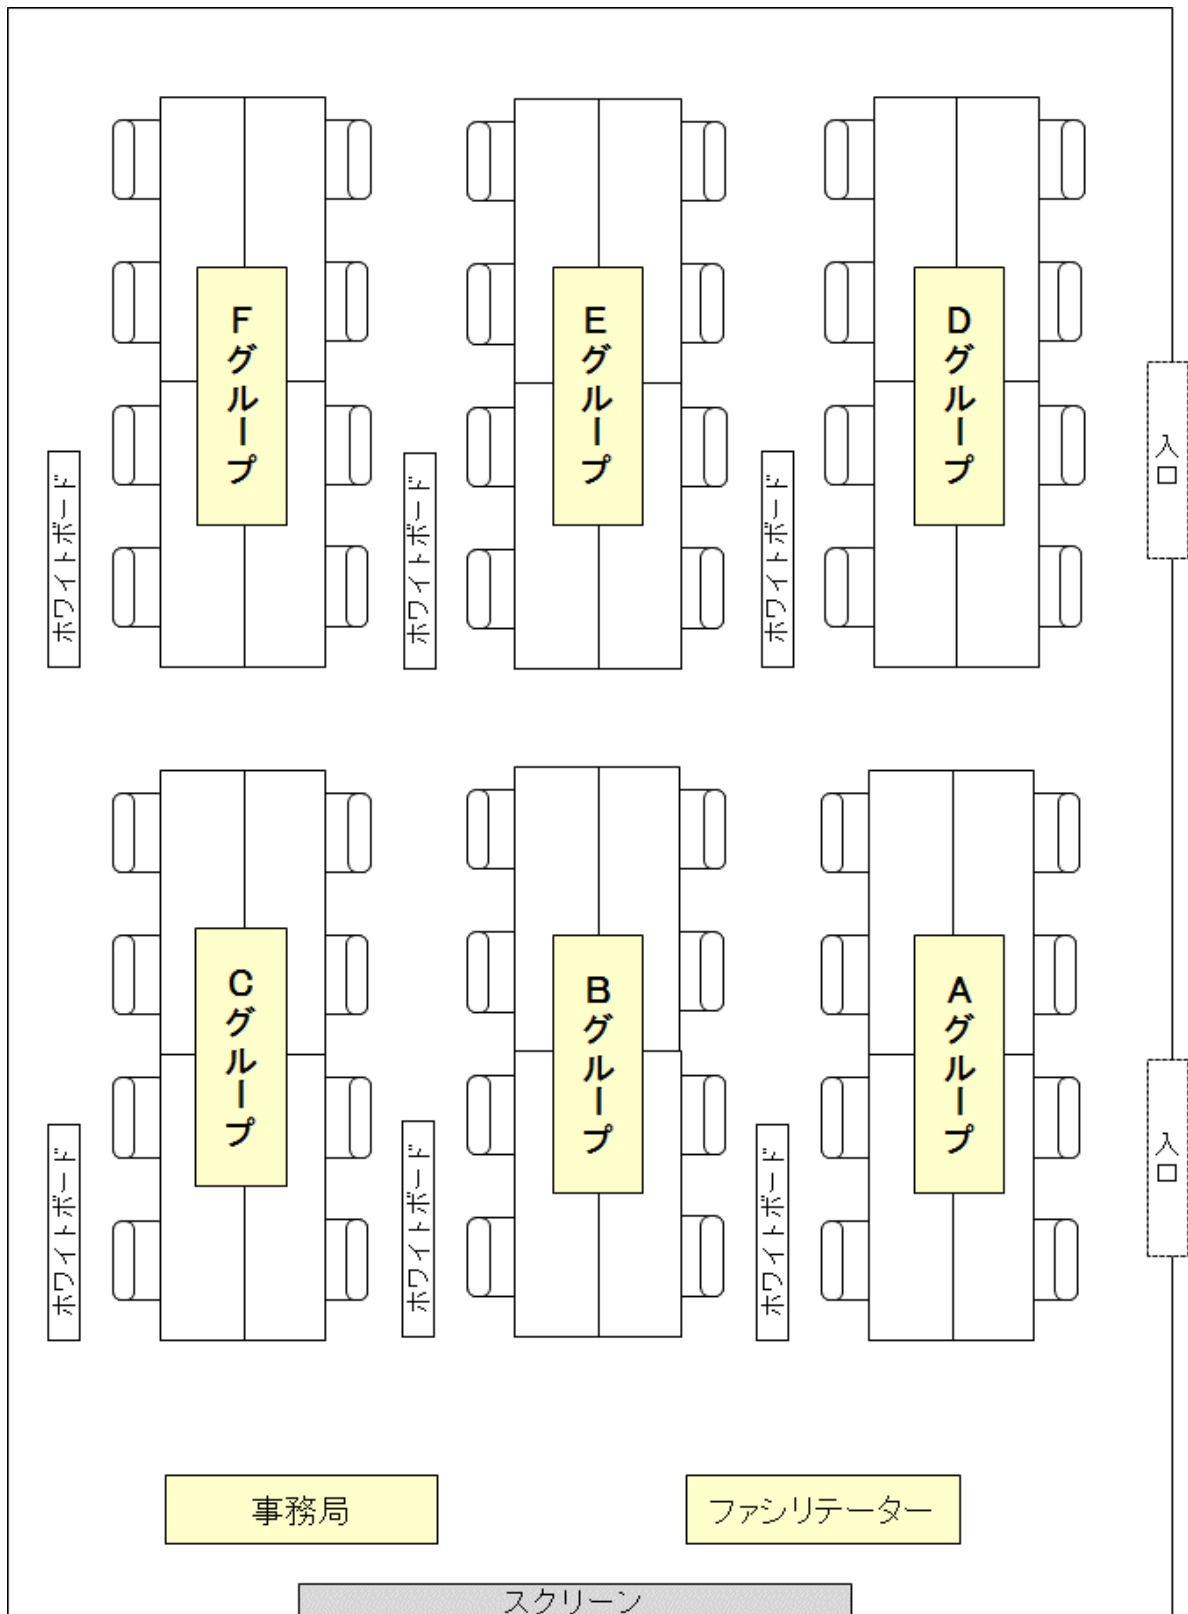 Fグループ
Eグループ
Dグループ
入口
ホワイトボード
ホワイトボード
ホワイトボード
Cグループ
Bグループ
Aグループ
入口
ホワイトボード
ホワイトボード
ホワイトボード
事務局
ファシリテーター
スクリーン